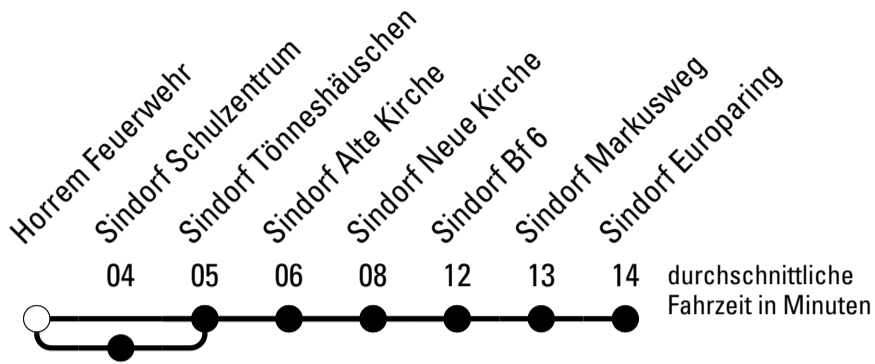 Horrem Feuerwehr
Sindorf Schulzentrum
Sindorf Tönneshäuschen
Sindorf Alte Kirche
Sindorf Neue Kirche
Sindorf Bf 6
Sindorf Markusweg
Sindorf Europaring
04 05 06 08 12 13 14 durchschnittliche
Fahrzeit in Minuten